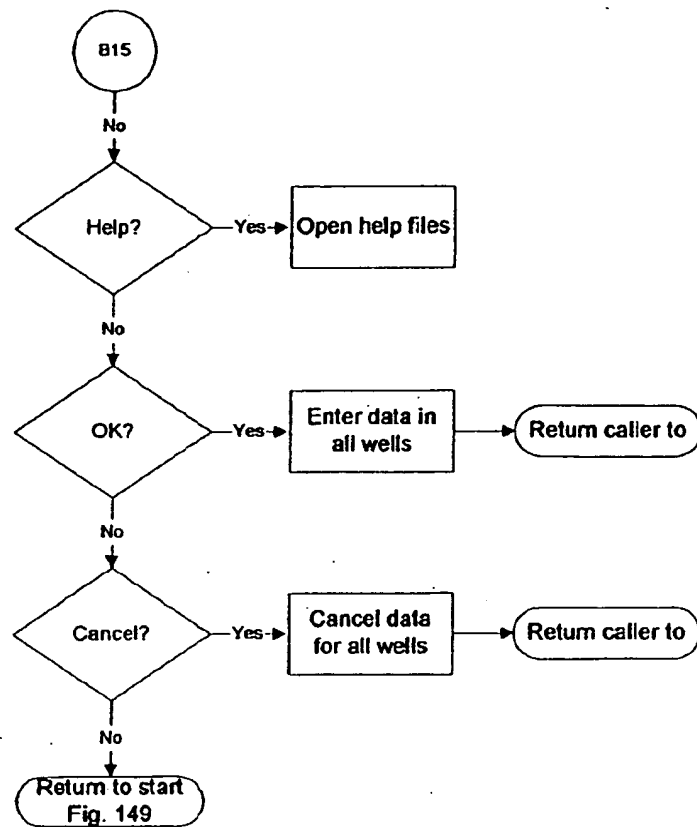 B15
No
Help?
Yes
Open help files
No
OK?
Yes
Enter data in
all wells
Return caller to
No
Cancel?
Yes
Cancel data
for all wells
Return caller to
No
Return to start
Fig. 149